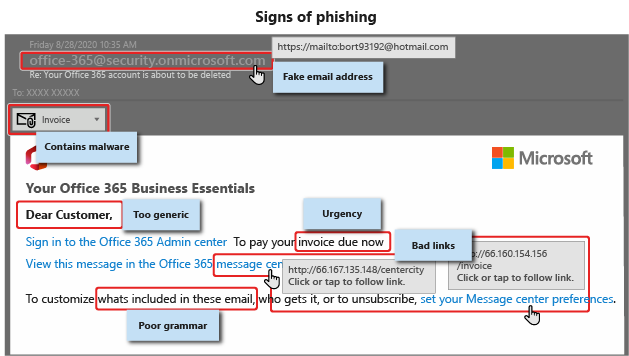 Signs of phishing
Friday 8/28/2020 10:35 AM
https://mailto:bort93192@hotmail.com
office-365@security.onmicrosoft.com
Re: Your Office 365 account is about to be deleted
Fake email address
To: XXXX XXXXX
Invoice
Contains malware
Microsoft
Your Office 365 Business Essentials
Dear Customer,
Too generic
Urgency
Sign in to the Office 365 Admin center To pay your invoice due now
Bad links
View this message in the Office 365 message cen
http://66.167.135.148/centercity
Click or tap to follow link.
://66.160.154.156
/invoice
Click or tap to follow link.
To customize whats included in these email, who gets it, or to unsubscribe, set your Message center preferences.
Poor grammar